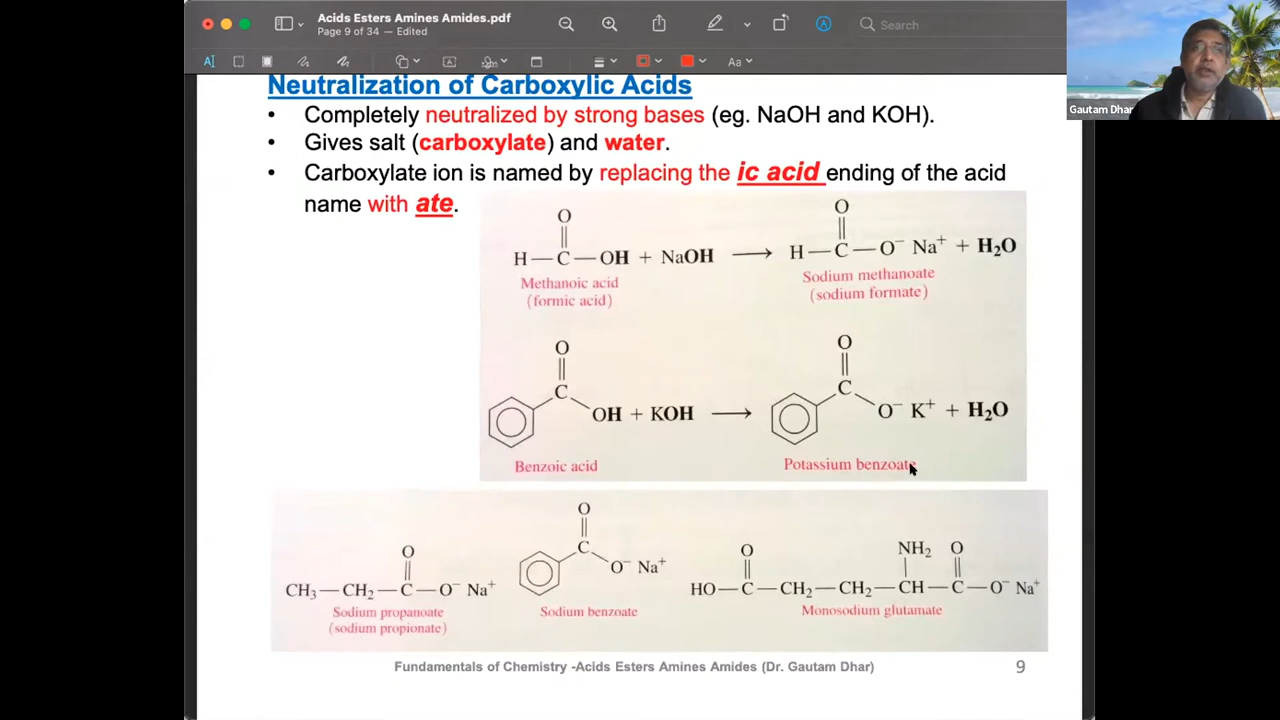 Acids Esters Amines Amides.pdf
Page 9 of 34 — Edited
Search
Gautam Dhar
Neutralization of Carboxylic Acids
• Completely neutralized by strong bases (eg. NaOH and KOH).
• Gives salt (carboxylate) and water.
• Carboxylate ion is named by replacing the ic acid ending of the acid
name with ate.
O
H—C—OH + NaOH ⟶ H—C—O⁻ Na⁺ + H₂O
O
Methanoic acid
(formic acid)
Sodium methanoate
(sodium formate)
O
C
OH + KOH ⟶
O
C
O⁻ K⁺ + H₂O
Benzoic acid
Potassium benzoate
O
CH₃—CH₂—C—O⁻ Na⁺
Sodium propanoate
(sodium propionate)
O
C
O⁻ Na⁺
Sodium benzoate
O NH₂ O
HO—C—CH₂—CH₂—CH—C—O⁻ Na⁺
Monosodium glutamate
Fundamentals of Chemistry -Acids Esters Amines Amides (Dr. Gautam Dhar)
9